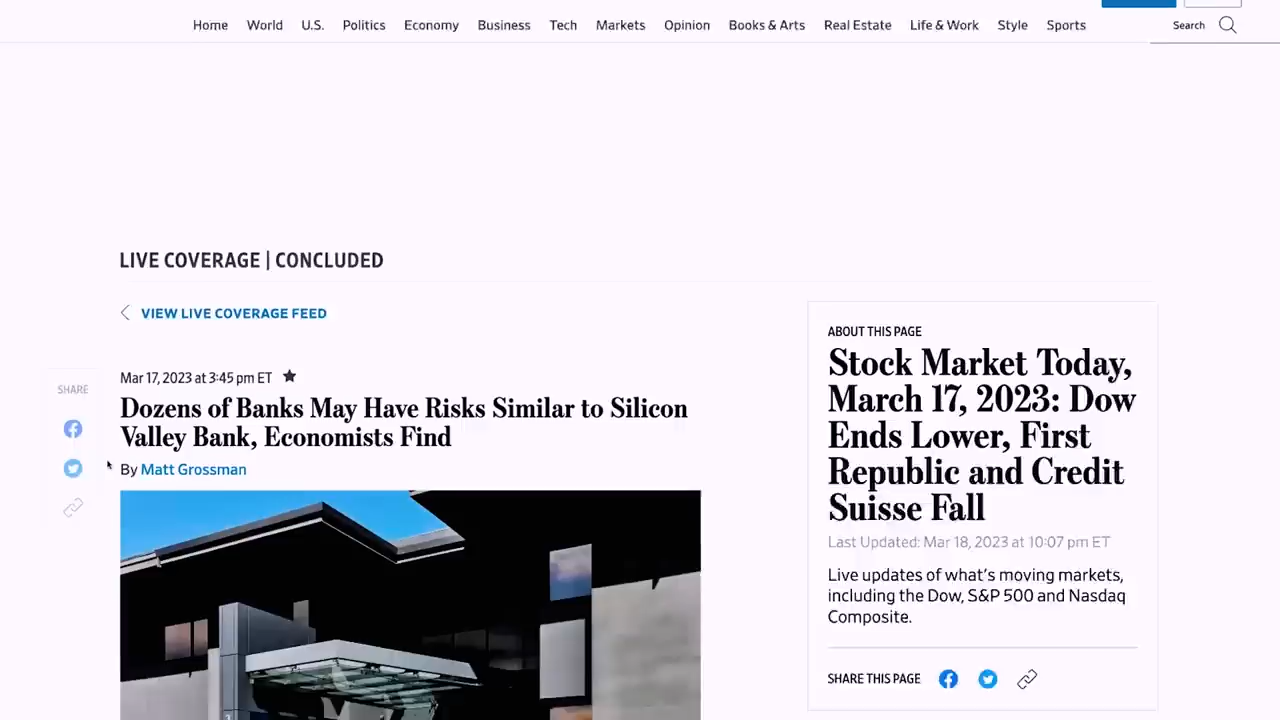 Home World U.S. Politics Economy Business Tech Markets Opinion Books & Arts Real Estate Life & Work Style Sports Search
LIVE COVERAGE | CONCLUDED
VIEW LIVE COVERAGE FEED
SHARE
Mar 17, 2023 at 3:45 pm ET
Dozens of Banks May Have Risks Similar to Silicon
Valley Bank, Economists Find
By Matt Grossman
ABOUT THIS PAGE
Stock Market Today,
March 17, 2023: Dow
Ends Lower, First
Republic and Credit
Suisse Fall
Last Updated: Mar 18, 2023 at 10:07 pm ET
Live updates of what’s moving markets,
including the Dow, S&P 500 and Nasdaq
Composite.
SHARE THIS PAGE